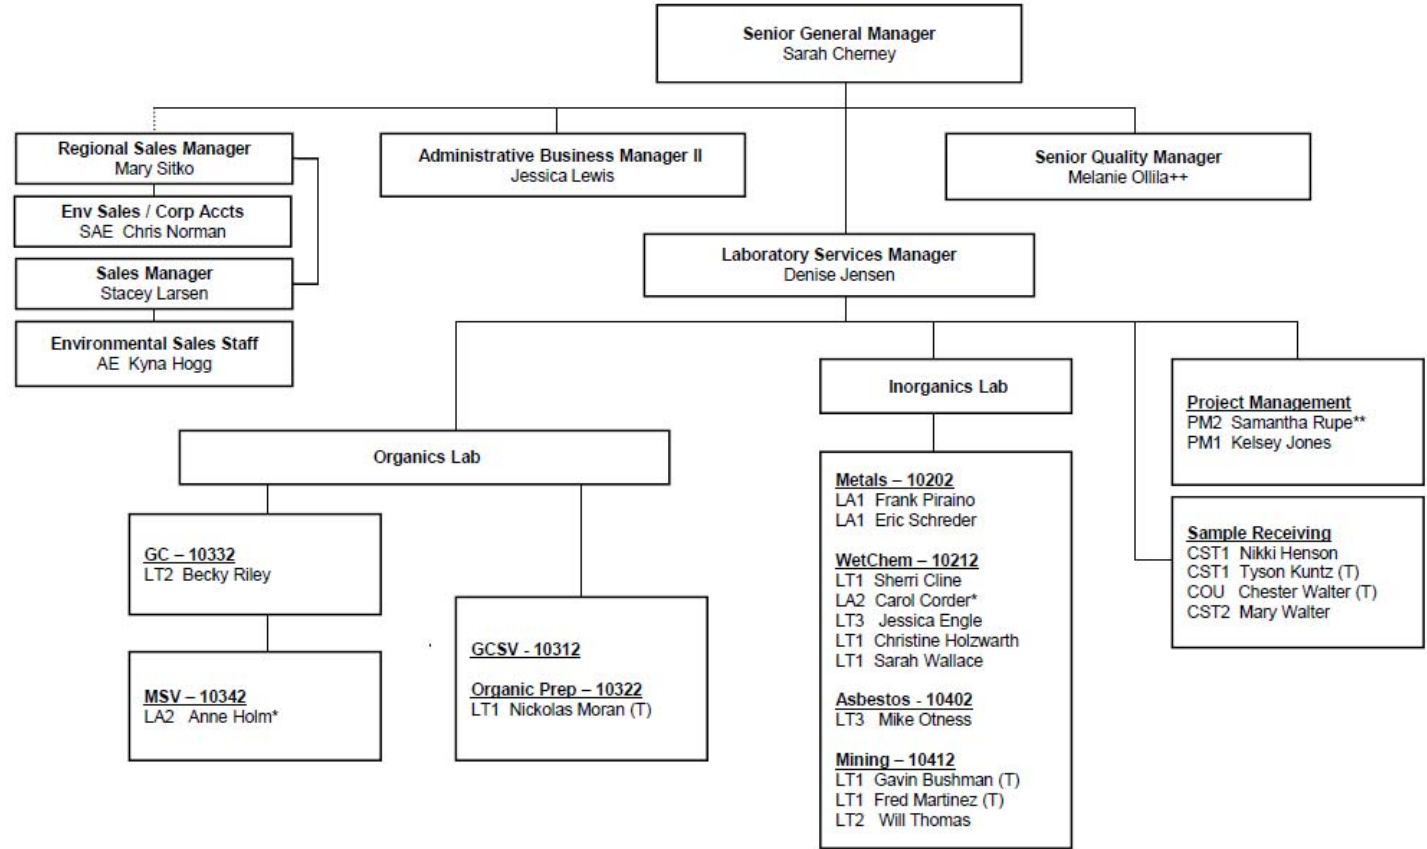 Senior General Manager
Sarah Cherney
Regional Sales Manager
Mary Sitko
Env Sales / Corp Accts
SAE Chris Norman
Sales Manager
Stacey Larsen
Environmental Sales Staff
AE Kyna Hogg
Administrative Business Manager II
Jessica Lewis
Senior Quality Manager
Melanie Ollila++
Laboratory Services Manager
Denise Jensen
Organics Lab
GC – 10332
LT2 Becky Riley
MSV – 10342
LA2 Anne Holm*
GCSV - 10312
Organic Prep – 10322
LT1 Nickolas Moran (T)
Inorganics Lab
Metals – 10202
LA1 Frank Piraino
LA1 Eric Schreder
WetChem – 10212
LT1 Sherri Cline
LA2 Carol Corder*
LT3 Jessica Engle
LT1 Christine Holzwarth
LT1 Sarah Wallace
Asbestos - 10402
LT3 Mike Otness
Mining – 10412
LT1 Gavin Bushman (T)
LT1 Fred Martinez (T)
LT2 Will Thomas
Project Management
PM2 Samantha Rupe**
PM1 Kelsey Jones
Sample Receiving
CST1 Nikki Henson
CST1 Tyson Kuntz (T)
COU Chester Walter (T)
CST2 Mary Walter